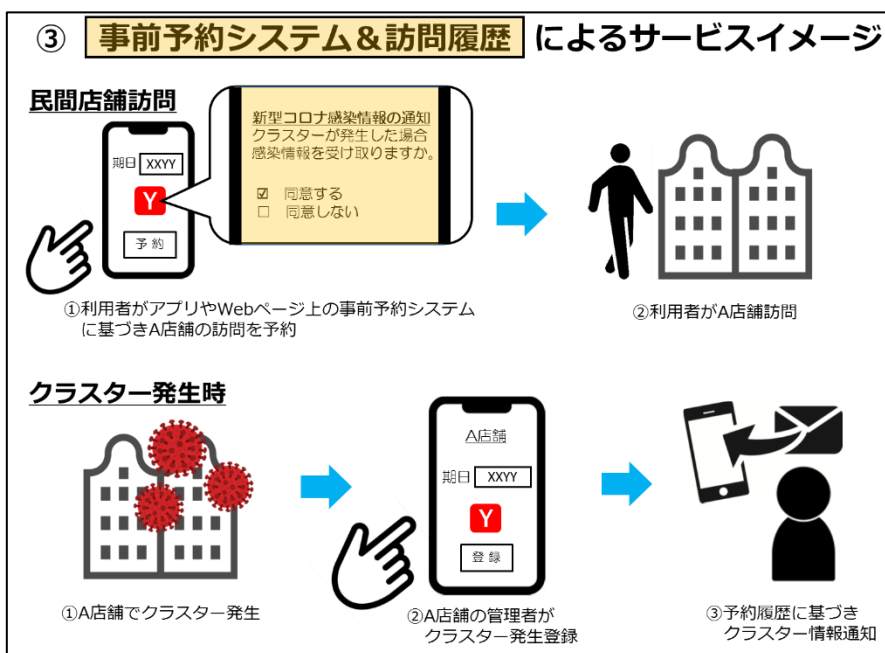 ③ 事前予約システム＆訪問履歴 によるサービスイメージ
民間店舗訪問
期日 XXYY
Y
予 約
新型コロナ感染情報の通知
クラスターが発生した場合
感染情報を受け取りますか。
☑ 同意する
☐ 同意しない
①利用者がアプリやWebページ上の事前予約システム
に基づきA店舗の訪問を予約
②利用者がA店舗訪問
クラスター発生時
A店舗
期日 XXYY
Y
登 録
①A店舗でクラスター発生
②A店舗の管理者が
クラスター発生登録
③予約履歴に基づき
クラスター情報通知